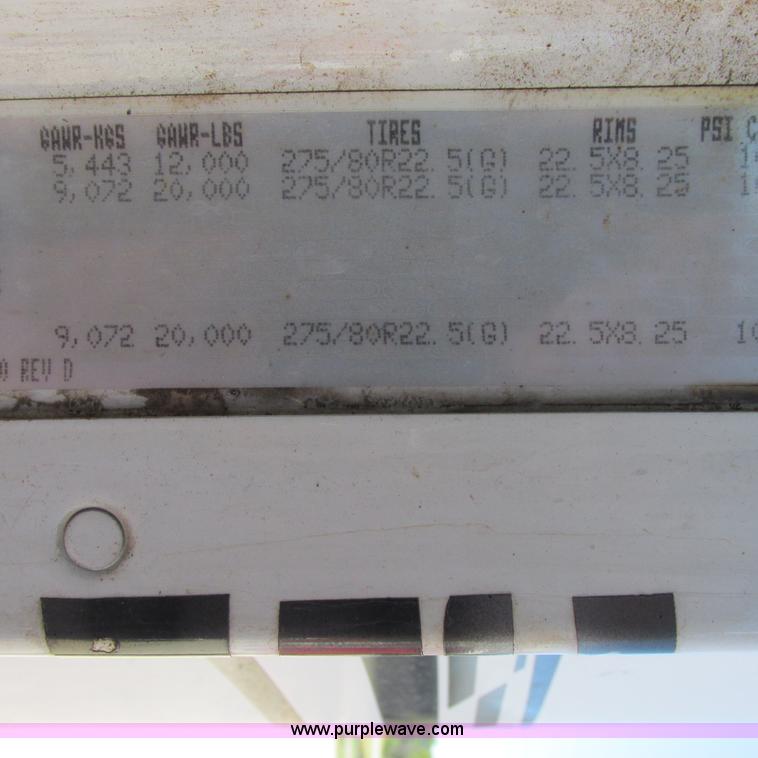 GAWR-KGS GAWR-LBS TIRES RIMS PSI C
5,443 12,000 275/80R22.5(G) 22.5X8.25
9,072 20,000 275/80R22.5(G) 22.5X8.25
9,072 20,000 275/80R22.5(G) 22.5X8.25 10
0 REV D
www.purplewave.com